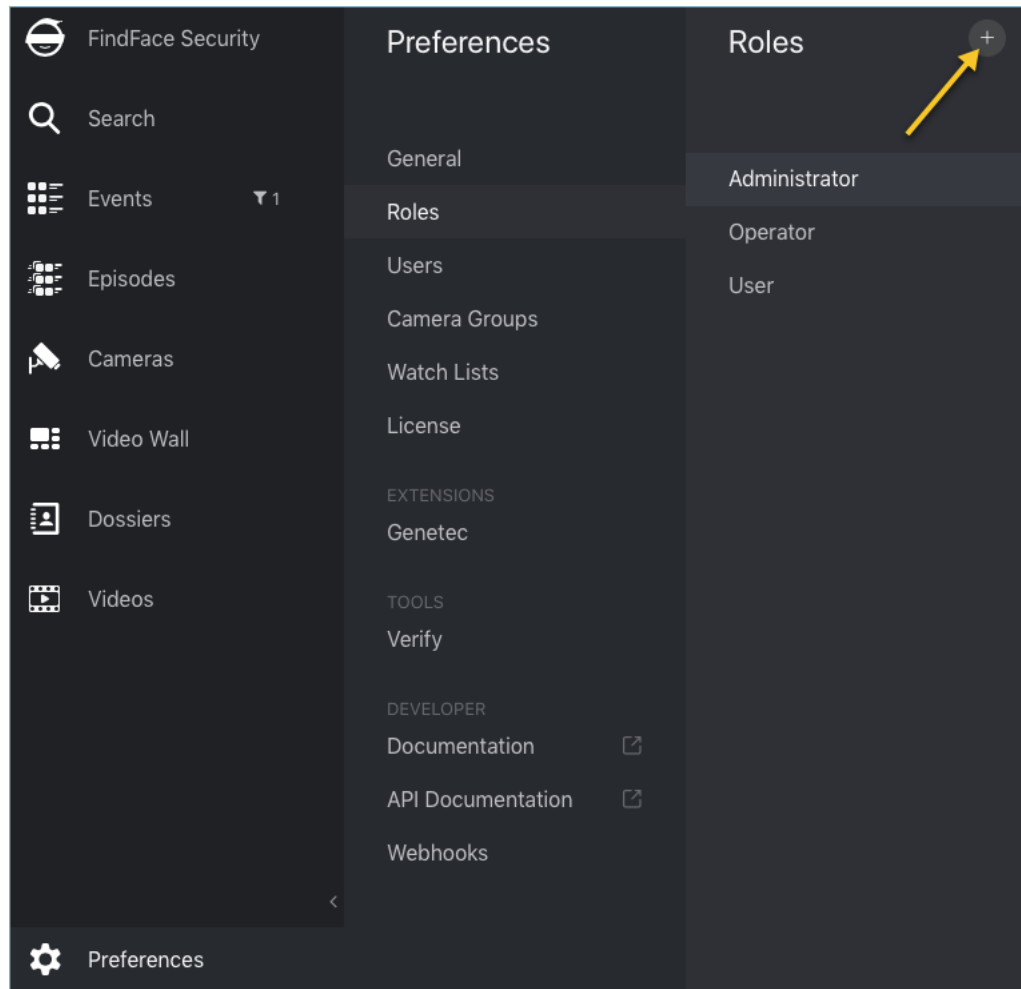 FindFace Security
Search
Events 1
Episodes
Cameras
Video Wall
Dossiers
Videos
Preferences
Preferences
General
Roles
Users
Camera Groups
Watch Lists
License
EXTENSIONS
Genetec
TOOLS
Verify
DEVELOPER
Documentation
API Documentation
Webhooks
Roles
Administrator
Operator
User